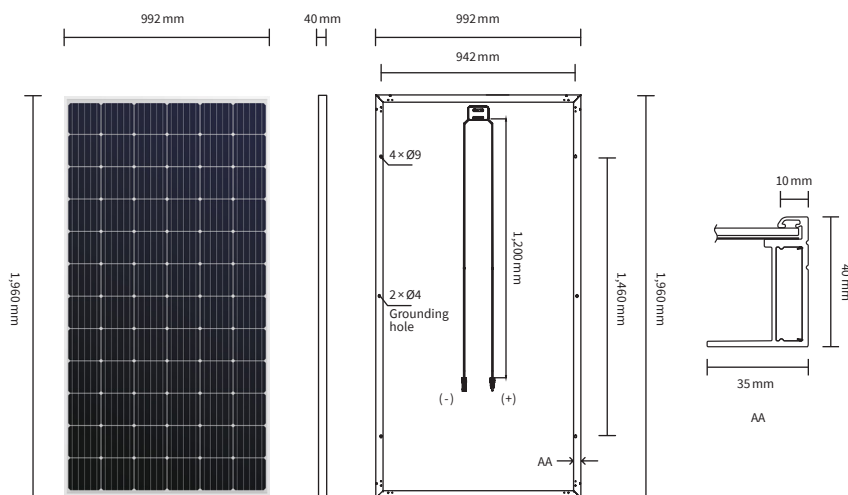 992 mm
40 mm
992 mm
942 mm
1,960 mm
4 × Ø9
1,200 mm
2 × Ø4
Grounding
hole
(-)
(+)
AA
1,460 mm
1,960 mm
10 mm
40 mm
35 mm
AA